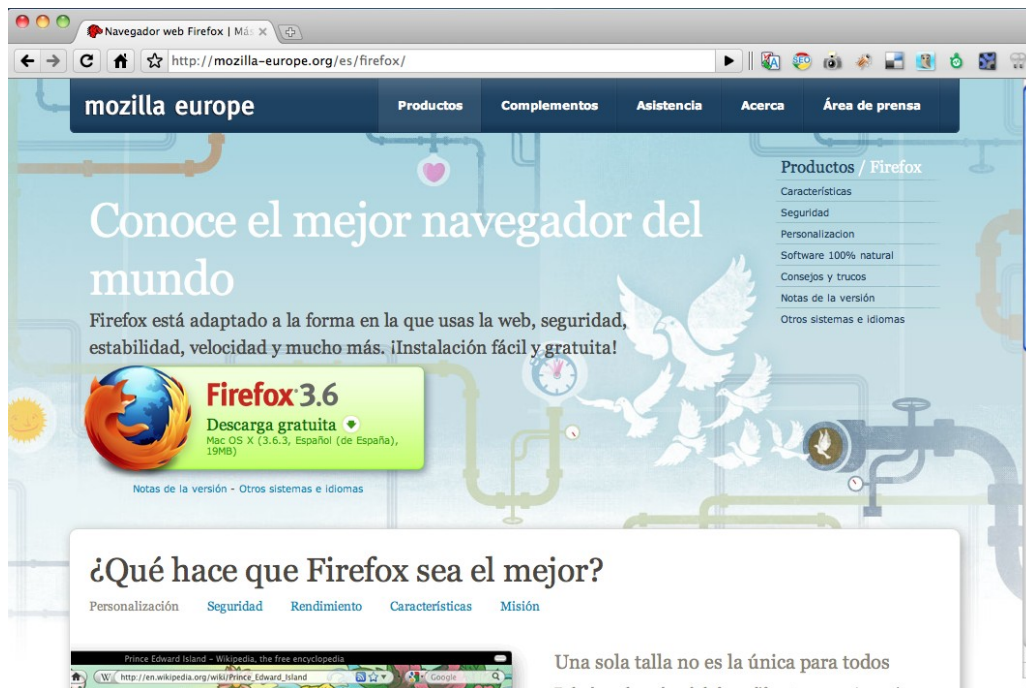 Navegador web Firefox | Más
http://mozilla-europe.org/es/firefox/
SEO
mozilla europe
Productos
Complementos
Asistencia
Acerca
Área de prensa
Productos / Firefox
Características
Seguridad
Personalizacion
Software 100% natural
Consejos y trucos
Notas de la versión
Otros sistemas e idiomas
Conoce el mejor navegador del
mundo
Firefox está adaptado a la forma en la que usas la web, seguridad,
estabilidad, velocidad y mucho más. ¡Instalación fácil y gratuita!
Firefox 3.6
Descarga gratuita
Mac OS X (3.6.3, Español (de España),
19MB)
Notas de la versión - Otros sistemas e idiomas
¿Qué hace que Firefox sea el mejor?
Personalización
Seguridad
Rendimiento
Características
Misión
Prince Edward Island - Wikipedia, the free encyclopedia
W http://en.wikipedia.org/wiki/Prince_Edward_Island
Google
Una sola talla no es la única para todos